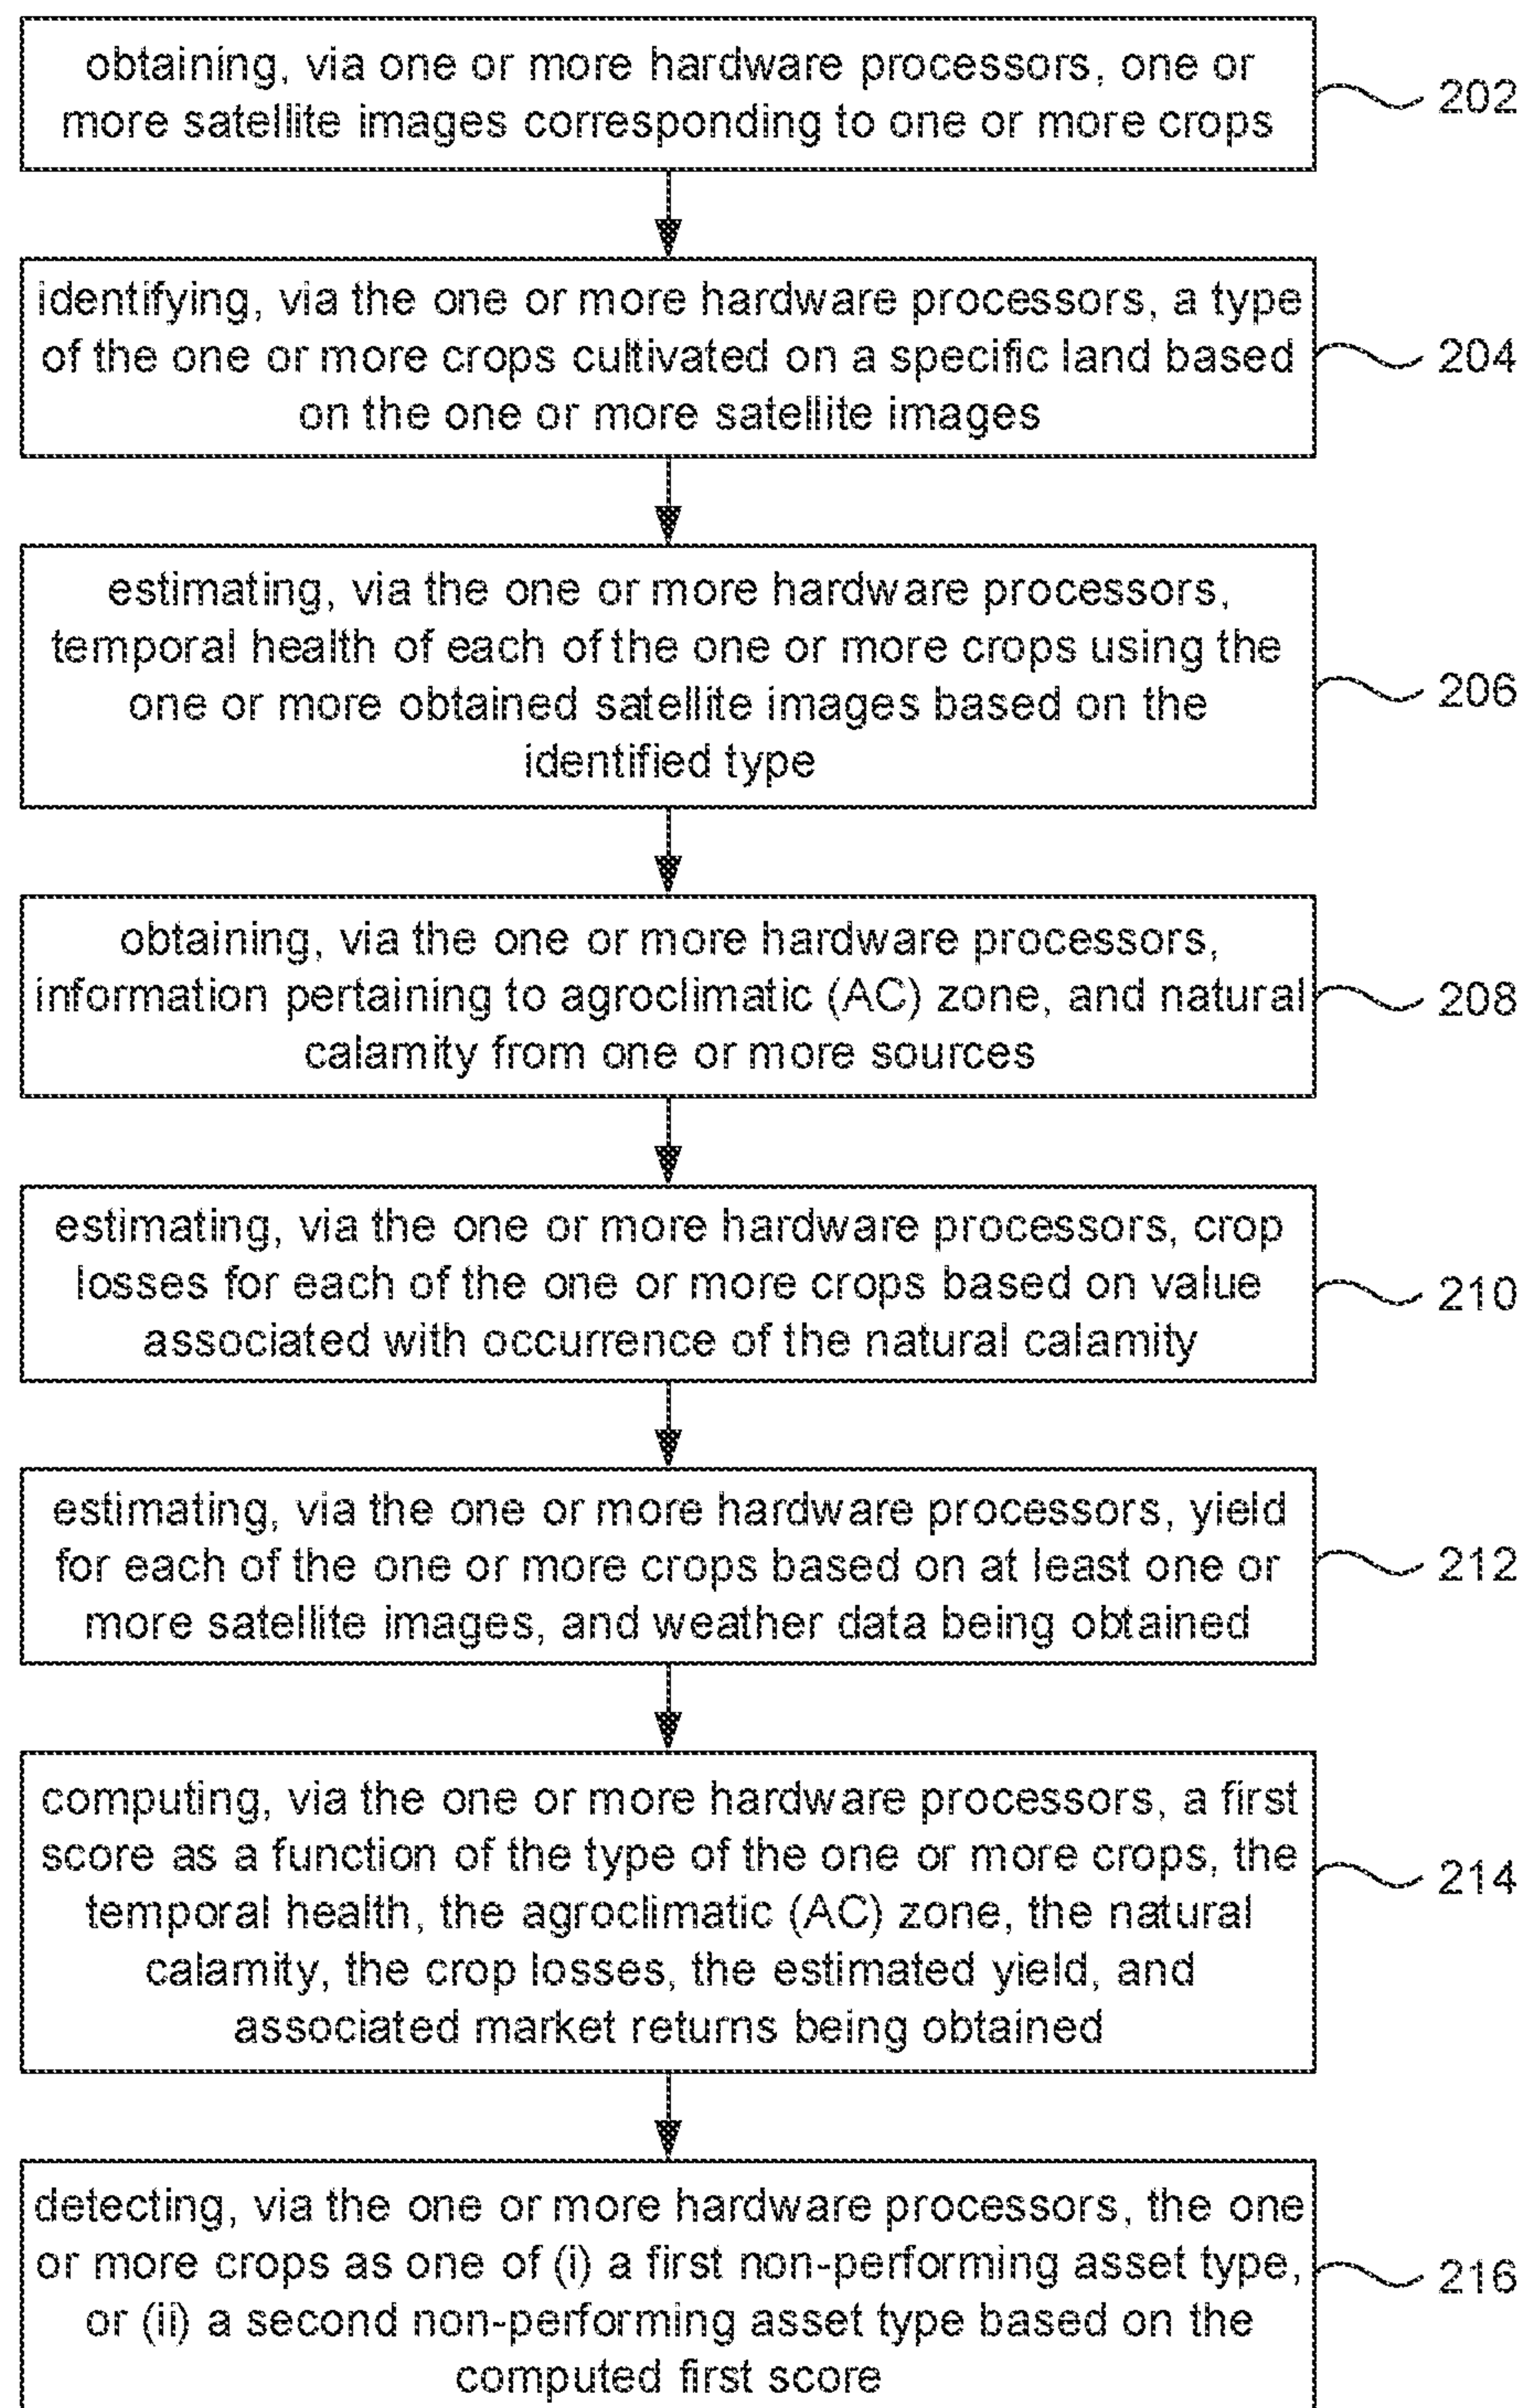 obtaining, via one or more hardware processors, one or
more satellite images corresponding to one or more crops
202
identifying, via the one or more hardware processors, a type
of the one or more crops cultivated on a specific land based
on the one or more satellite images
204
estimating, via the one or more hardware processors,
temporal health of each of the one or more crops using the
one or more obtained satellite images based on the
identified type
206
obtaining, via the one or more hardware processors,
information pertaining to agroclimatic (AC) zone, and natural
calamity from one or more sources
208
estimating, via the one or more hardware processors, crop
losses for each of the one or more crops based on value
associated with occurrence of the natural calamity
210
estimating, via the one or more hardware processors, yield
for each of the one or more crops based on at least one or
more satellite images, and weather data being obtained
212
computing, via the one or more hardware processors, a first
score as a function of the type of the one or more crops, the
temporal health, the agroclimatic (AC) zone, the natural
calamity, the crop losses, the estimated yield, and
associated market returns being obtained
214
detecting, via the one or more hardware processors, the one
or more crops as one of (i) a first non-performing asset type,
or (ii) a second non-performing asset type based on the
computed first score
216